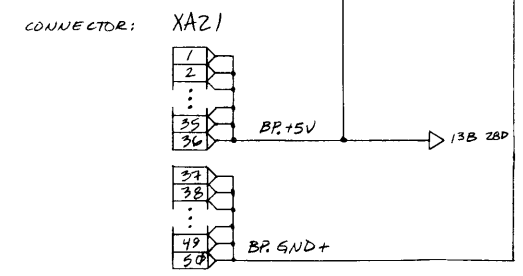 CONNECTOR: XA21
1
2
35
BP.+5V
36
13B 28D
37
38
49
BP. GND+
50